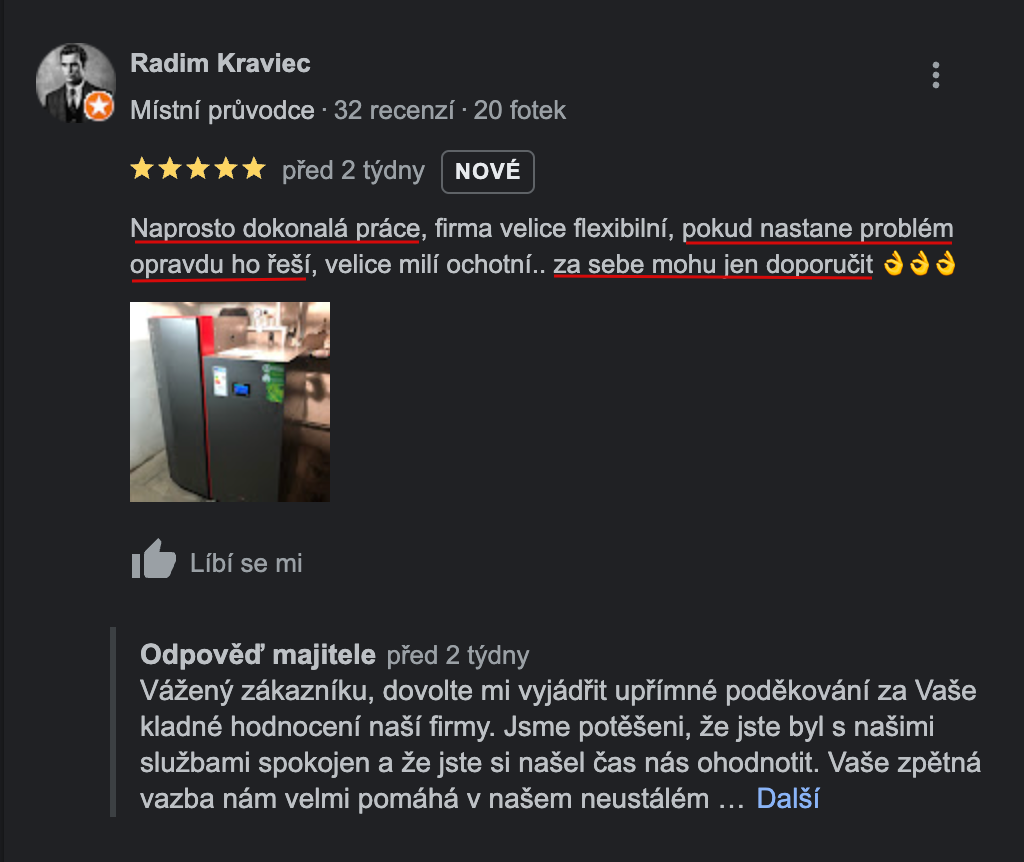 Radim Kraviec
Místní průvodce · 32 recenzí · 20 fotek
před 2 týdny NOVÉ
Naprosto dokonalá práce, firma velice flexibilní, pokud nastane problém
opravdu ho řeší, velice milí ochotní.. za sebe mohu jen doporučit 👌👌👌
Líbí se mi
Odpověď majitele před 2 týdny
Vážený zákazníku, dovolte mi vyjádřit upřímné poděkování za Vaše
kladné hodnocení naší firmy. Jsme potěšeni, že jste byl s našimi
službami spokojen a že jste si našel čas nás ohodnotit. Vaše zpětná
vazba nám velmi pomáhá v našem neustálém … Další